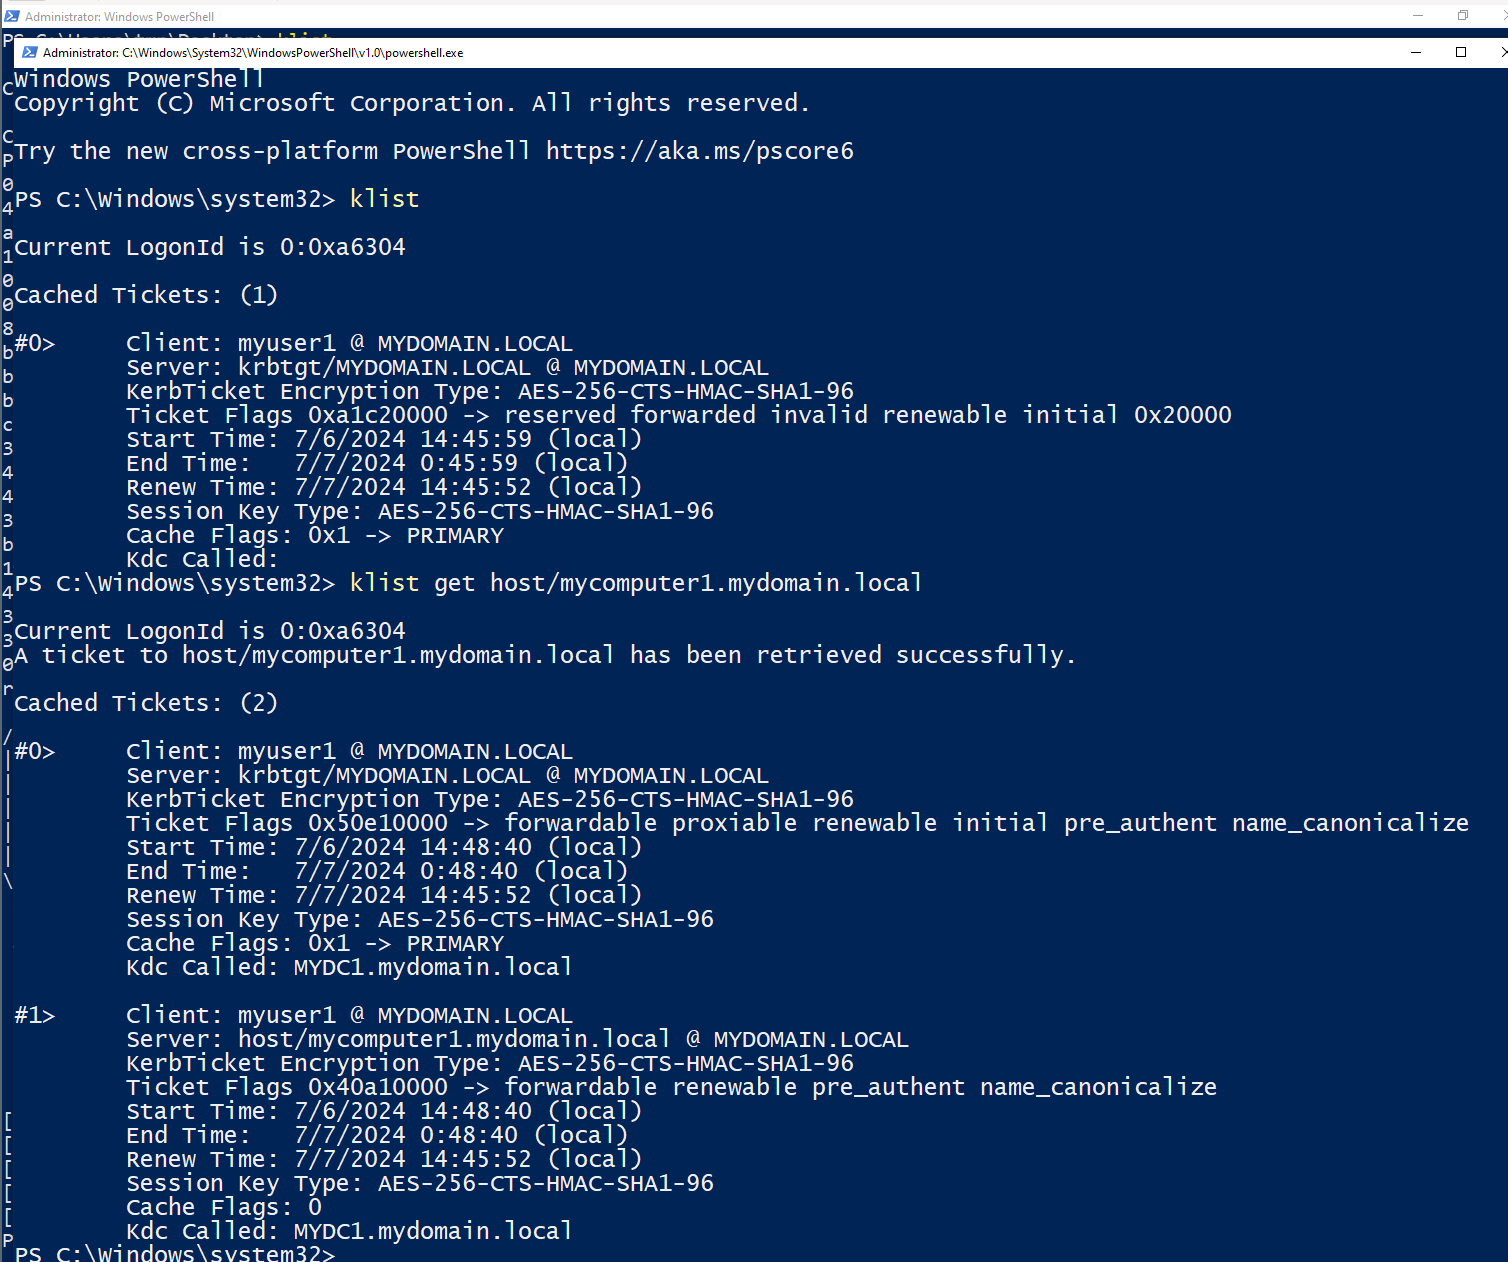 Administrator: Windows PowerShell
Administrator: C:\Windows\System32\WindowsPowerShell\v1.0\powershell.exe
Windows PowerShell
Copyright (C) Microsoft Corporation. All rights reserved.
Try the new cross-platform PowerShell https://aka.ms/pscore6
PS C:\Windows\system32> klist
Current LogonId is 0:0xa6304
Cached Tickets: (1)
#0>     Client: myuser1 @ MYDOMAIN.LOCAL
        Server: krbtgt/MYDOMAIN.LOCAL @ MYDOMAIN.LOCAL
        KerbTicket Encryption Type: AES-256-CTS-HMAC-SHA1-96
        Ticket Flags 0xa1c20000 -> reserved forwarded invalid renewable initial 0x20000
        Start Time: 7/6/2024 14:45:59 (local)
        End Time:   7/7/2024 0:45:59 (local)
        Renew Time: 7/7/2024 14:45:52 (local)
        Session Key Type: AES-256-CTS-HMAC-SHA1-96
        Cache Flags: 0x1 -> PRIMARY
        Kdc Called:
PS C:\Windows\system32> klist get host/mycomputer1.mydomain.local
Current LogonId is 0:0xa6304
A ticket to host/mycomputer1.mydomain.local has been retrieved successfully.
Cached Tickets: (2)
#0>     Client: myuser1 @ MYDOMAIN.LOCAL
        Server: krbtgt/MYDOMAIN.LOCAL @ MYDOMAIN.LOCAL
        KerbTicket Encryption Type: AES-256-CTS-HMAC-SHA1-96
        Ticket Flags 0x50e10000 -> forwardable proxiable renewable initial pre_authent name_canonicalize
        Start Time: 7/6/2024 14:48:40 (local)
        End Time:   7/7/2024 0:48:40 (local)
        Renew Time: 7/7/2024 14:45:52 (local)
        Session Key Type: AES-256-CTS-HMAC-SHA1-96
        Cache Flags: 0x1 -> PRIMARY
        Kdc Called: MYDC1.mydomain.local
#1>     Client: myuser1 @ MYDOMAIN.LOCAL
        Server: host/mycomputer1.mydomain.local @ MYDOMAIN.LOCAL
        KerbTicket Encryption Type: AES-256-CTS-HMAC-SHA1-96
        Ticket Flags 0x40a10000 -> forwardable renewable pre_authent name_canonicalize
        Start Time: 7/6/2024 14:48:40 (local)
        End Time:   7/7/2024 0:48:40 (local)
        Renew Time: 7/7/2024 14:45:52 (local)
        Session Key Type: AES-256-CTS-HMAC-SHA1-96
        Cache Flags: 0
        Kdc Called: MYDC1.mydomain.local
PS C:\Windows\system32>